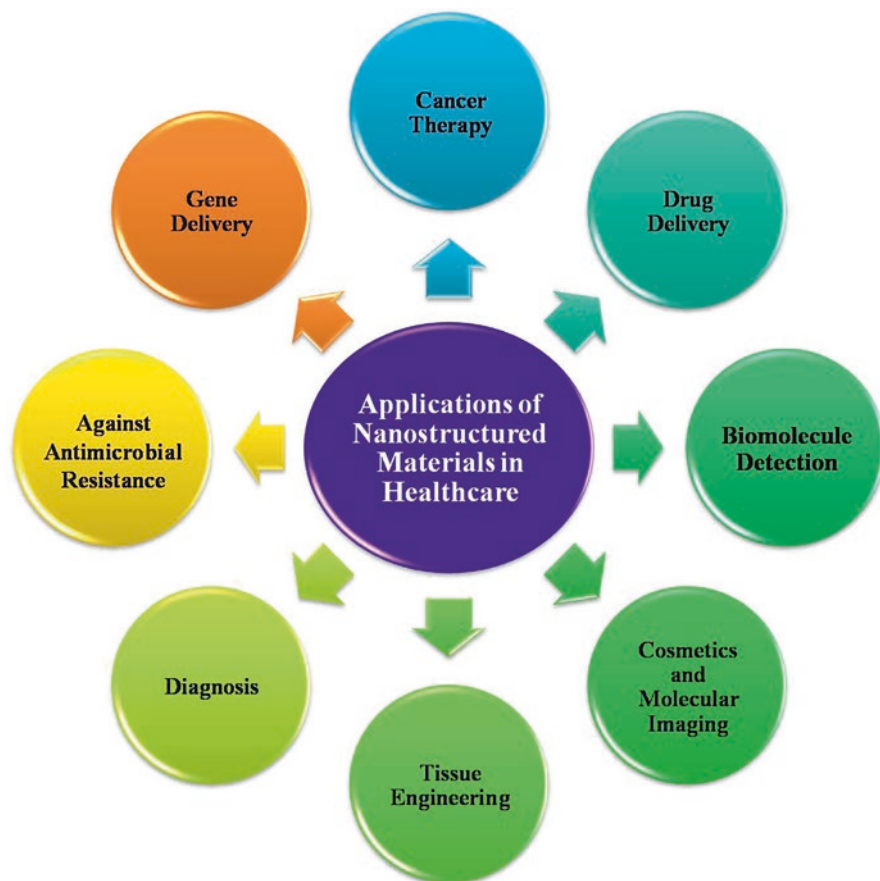 Cancer
Therapy
Drug
Delivery
Biomolecule
Detection
Cosmetics
and
Molecular
Imaging
Tissue
Engineering
Diagnosis
Against
Antimicrobial
Resistance
Gene
Delivery
Applications of
Nanostructured
Materials in
Healthcare